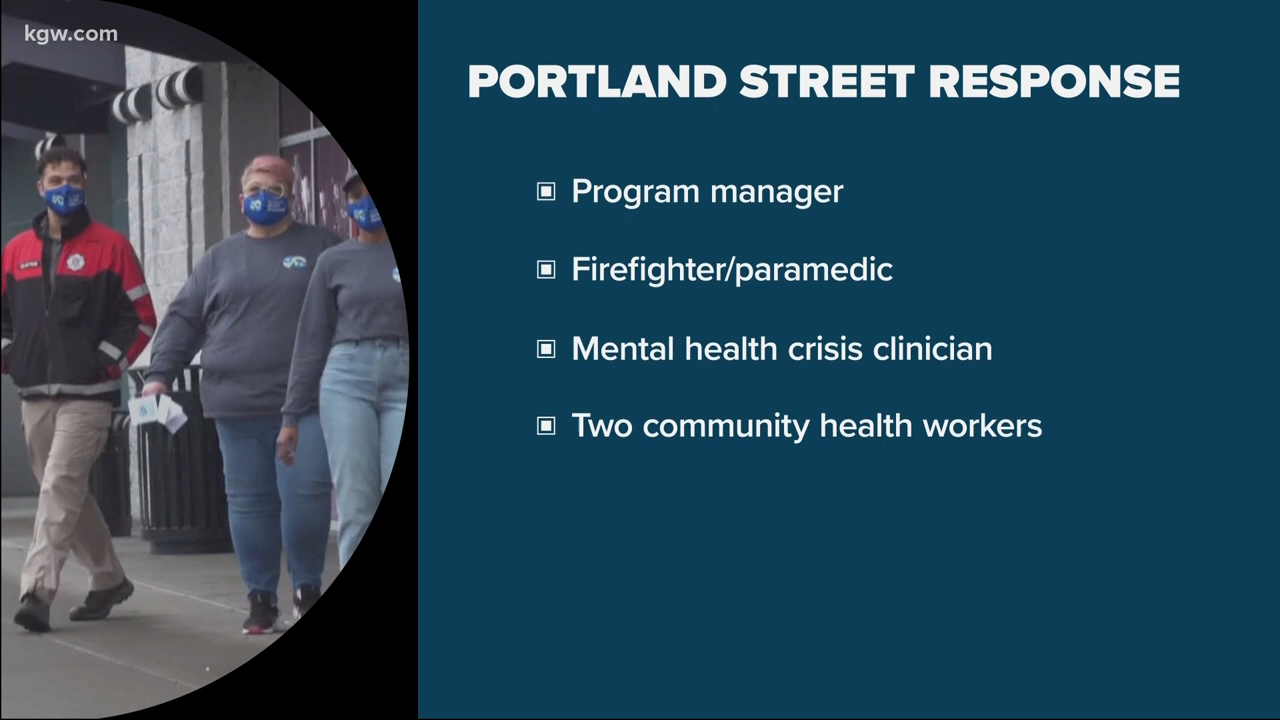 kgw.com
PORTLAND STREET RESPONSE
Program manager
Firefighter/paramedic
Mental health crisis clinician
Two community health workers